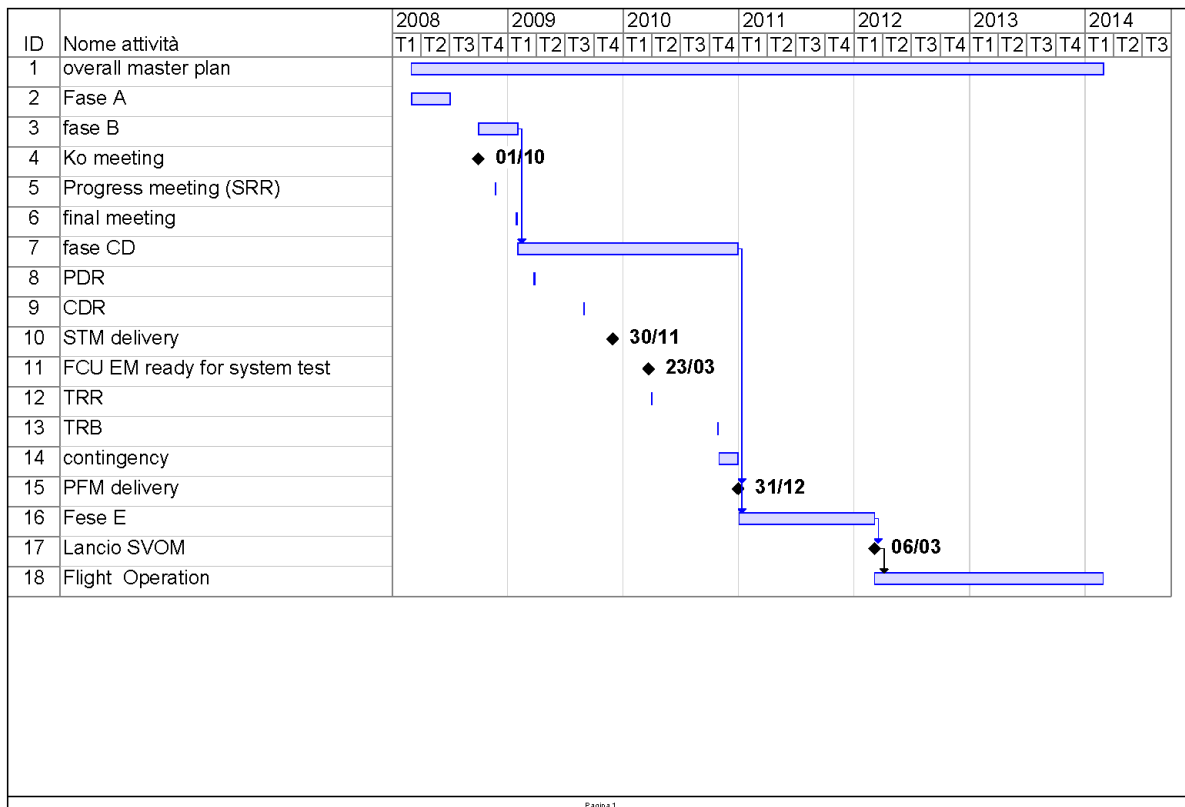 2008 2009 2010 2011 2012 2013 2014
ID Nome attività T1 T2 T3 T4 T1 T2 T3 T4 T1 T2 T3 T4 T1 T2 T3 T4 T1 T2 T3 T4 T1 T2 T3 T4 T1 T2 T3
1 overall master plan
2 Fase A
3 fase B
4 Ko meeting 01/10
5 Progress meeting (SRR)
6 final meeting
7 fase CD
8 PDR
9 CDR
10 STM delivery 30/11
11 FCU EM ready for system test 23/03
12 TRR
13 TRB
14 contingency
15 PFM delivery 31/12
16 Fese E
17 Lancio SVOM 06/03
18 Flight Operation
Pagina 1